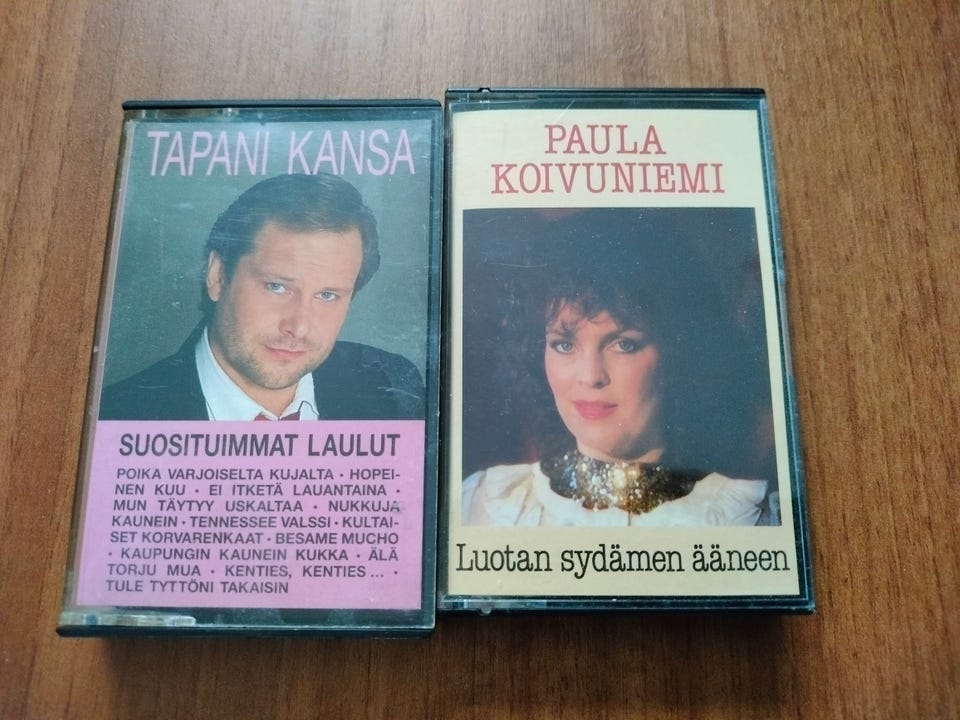 TAPANI KANSA
SUOSITUIMMAT LAULUT
POIKA VARJOISELTA KUJALTA · HOPEI-
NEN KUU · EI ITKETÄ LAUANTAINA ·
MUN TÄYTYY USKALTAA · NUKKUJA
KAUNEIN · TENNESSEE VALSSI · KULTAI-
SET KORVARENKAAT · BESAME MUCHO
· KAUPUNGIN KAUNEIN KUKKA · ÄLÄ
TORJU MUA · KENTIES, KENTIES ... ·
TULE TYTTÖNI TAKAISIN
PAULA
KOIVUNIEMI
Luotan sydämen ääneen